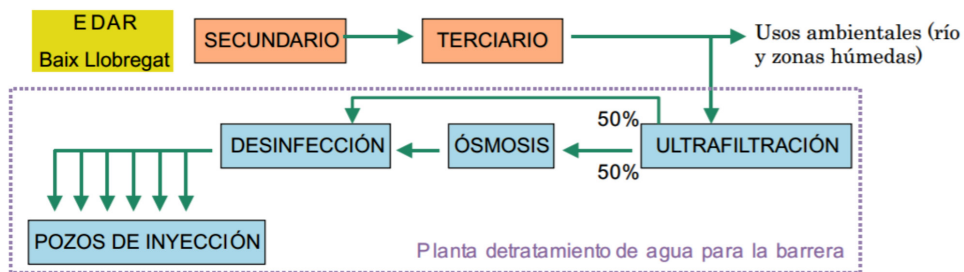 EDAR
Baix Llobregat
SECUNDARIO
TERCIARIO
Usos ambientales (río
y zonas húmedas)
50%
DESINFECCIÓN
ÓSMOSIS
ULTRAFILTRACIÓN
50%
POZOS DE INYECCIÓN
Planta detratamiento de agua para la barrera